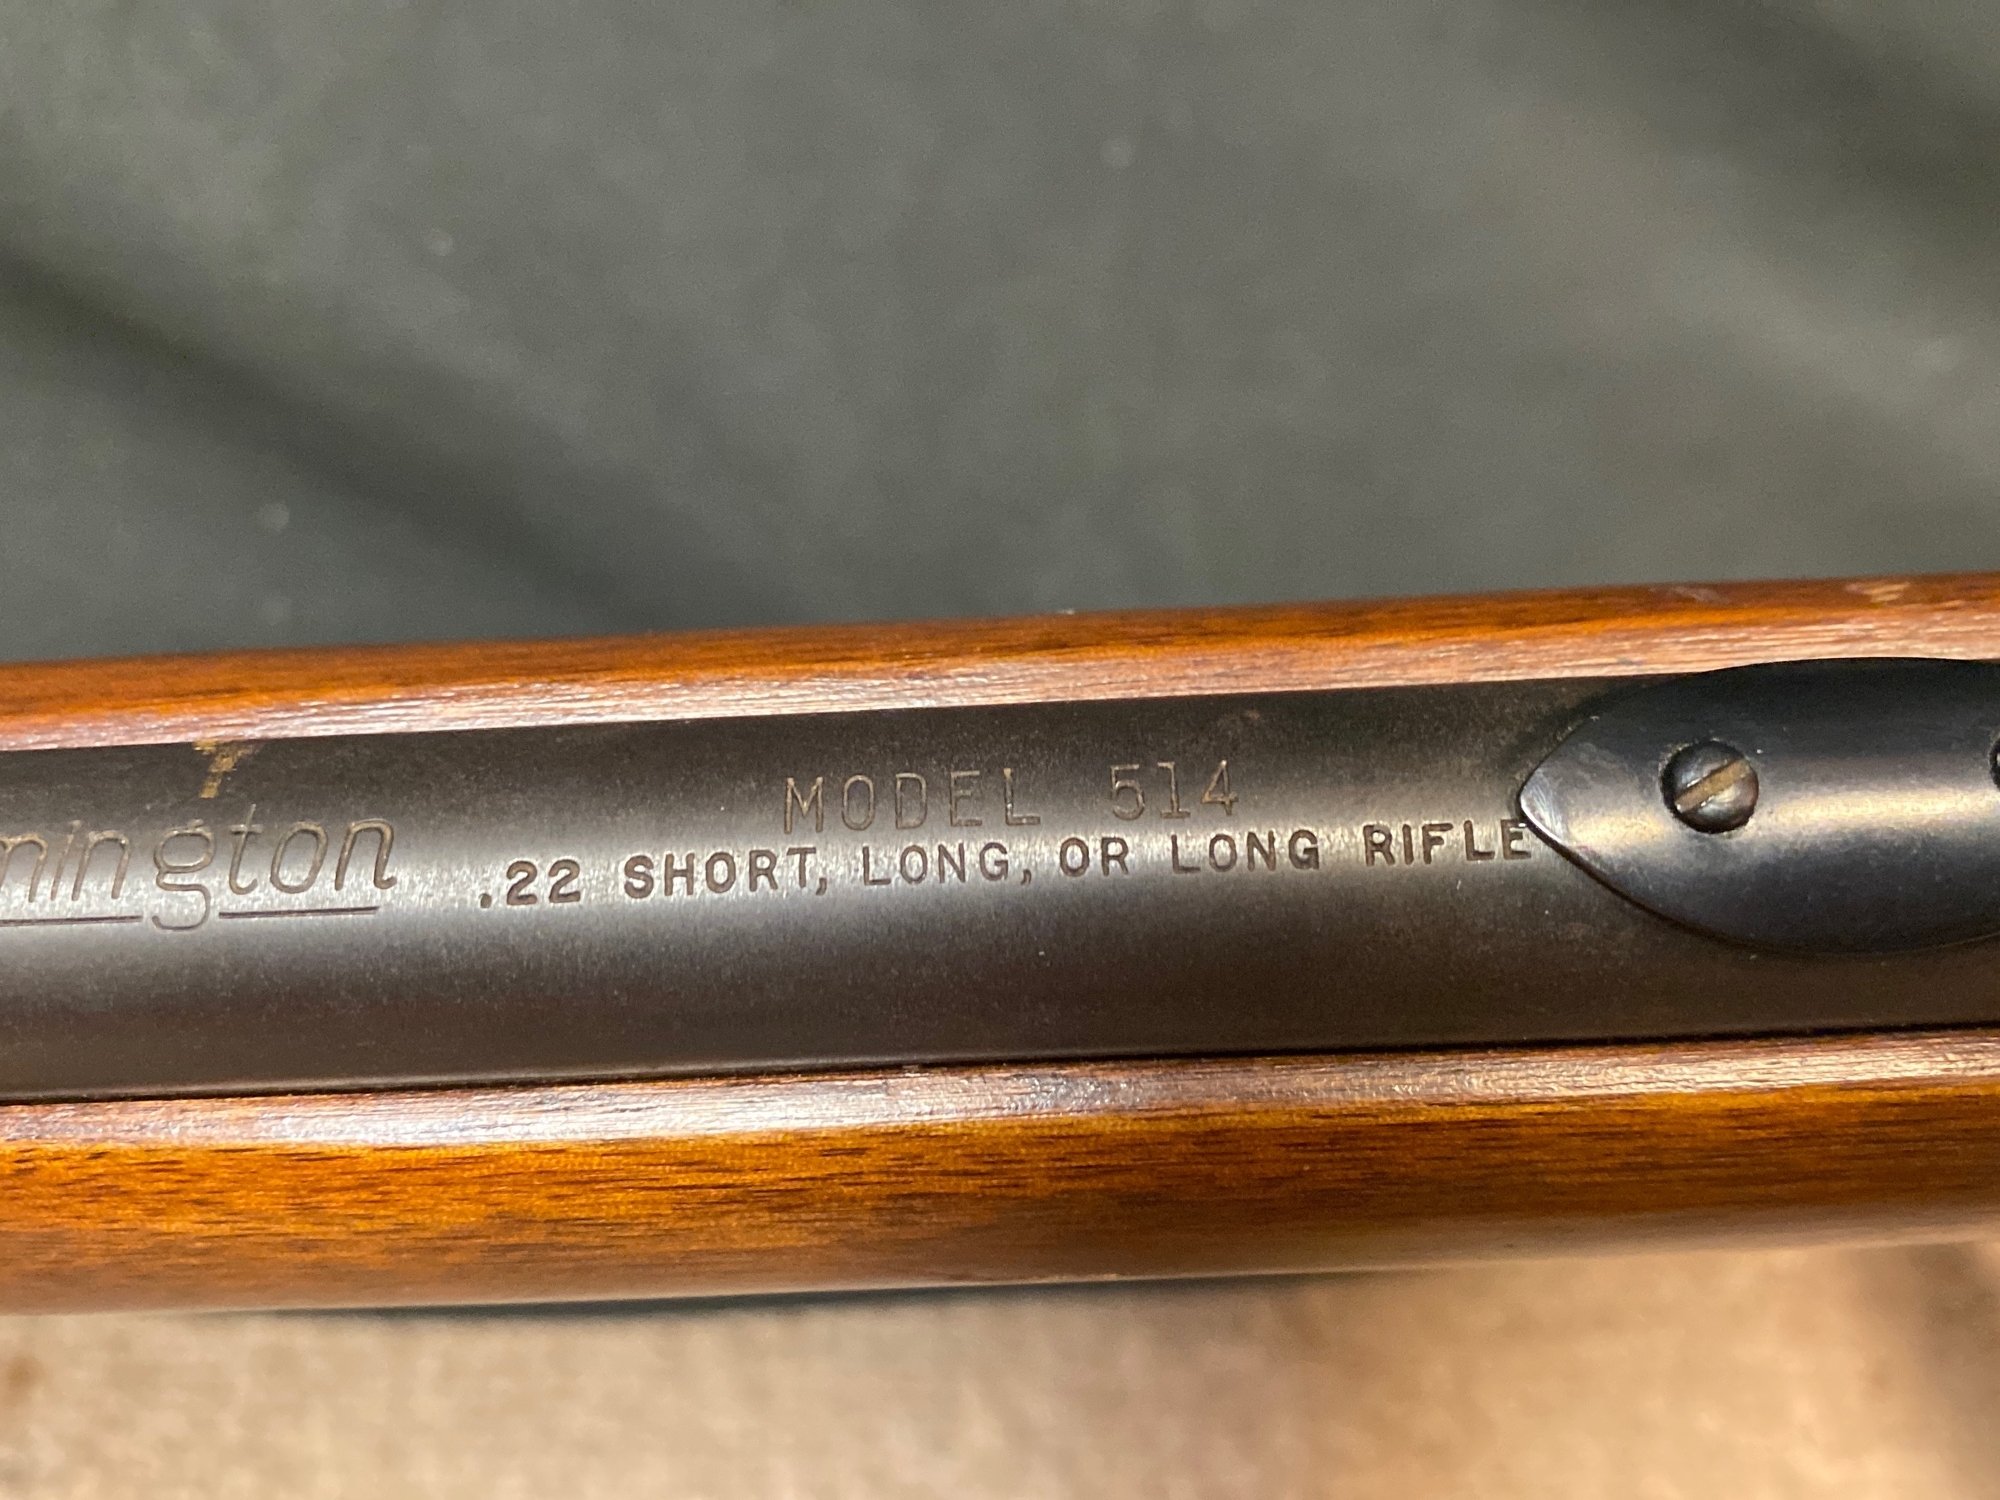 mington
MODEL 514
.22 SHORT, LONG, OR LONG RIFLE